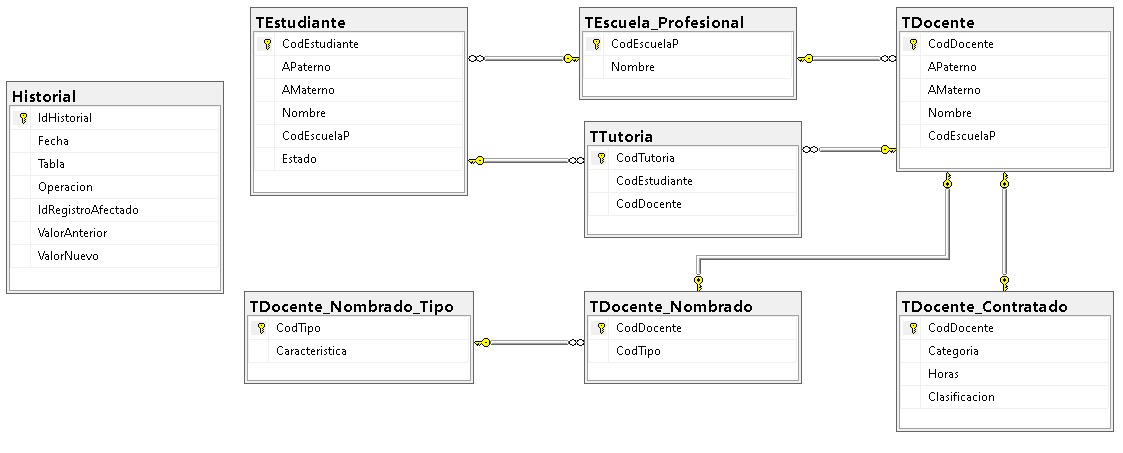 Historial
IdHistorial
Fecha
Tabla
Operacion
IdRegistroAfectado
ValorAnterior
ValorNuevo
TEstudiante
CodEstudiante
APaterno
AMaterno
Nombre
CodEscuelaP
Estado
TEscuela_Profesional
CodEscuelaP
Nombre
TTutoria
CodTutoria
CodEstudiante
CodDocente
TDocente
CodDocente
APaterno
AMaterno
Nombre
CodEscuelaP
TDocente_Nombrado_Tipo
CodTipo
Caracteristica
TDocente_Nombrado
CodDocente
CodTipo
TDocente_Contratado
CodDocente
Categoria
Horas
Clasificacion